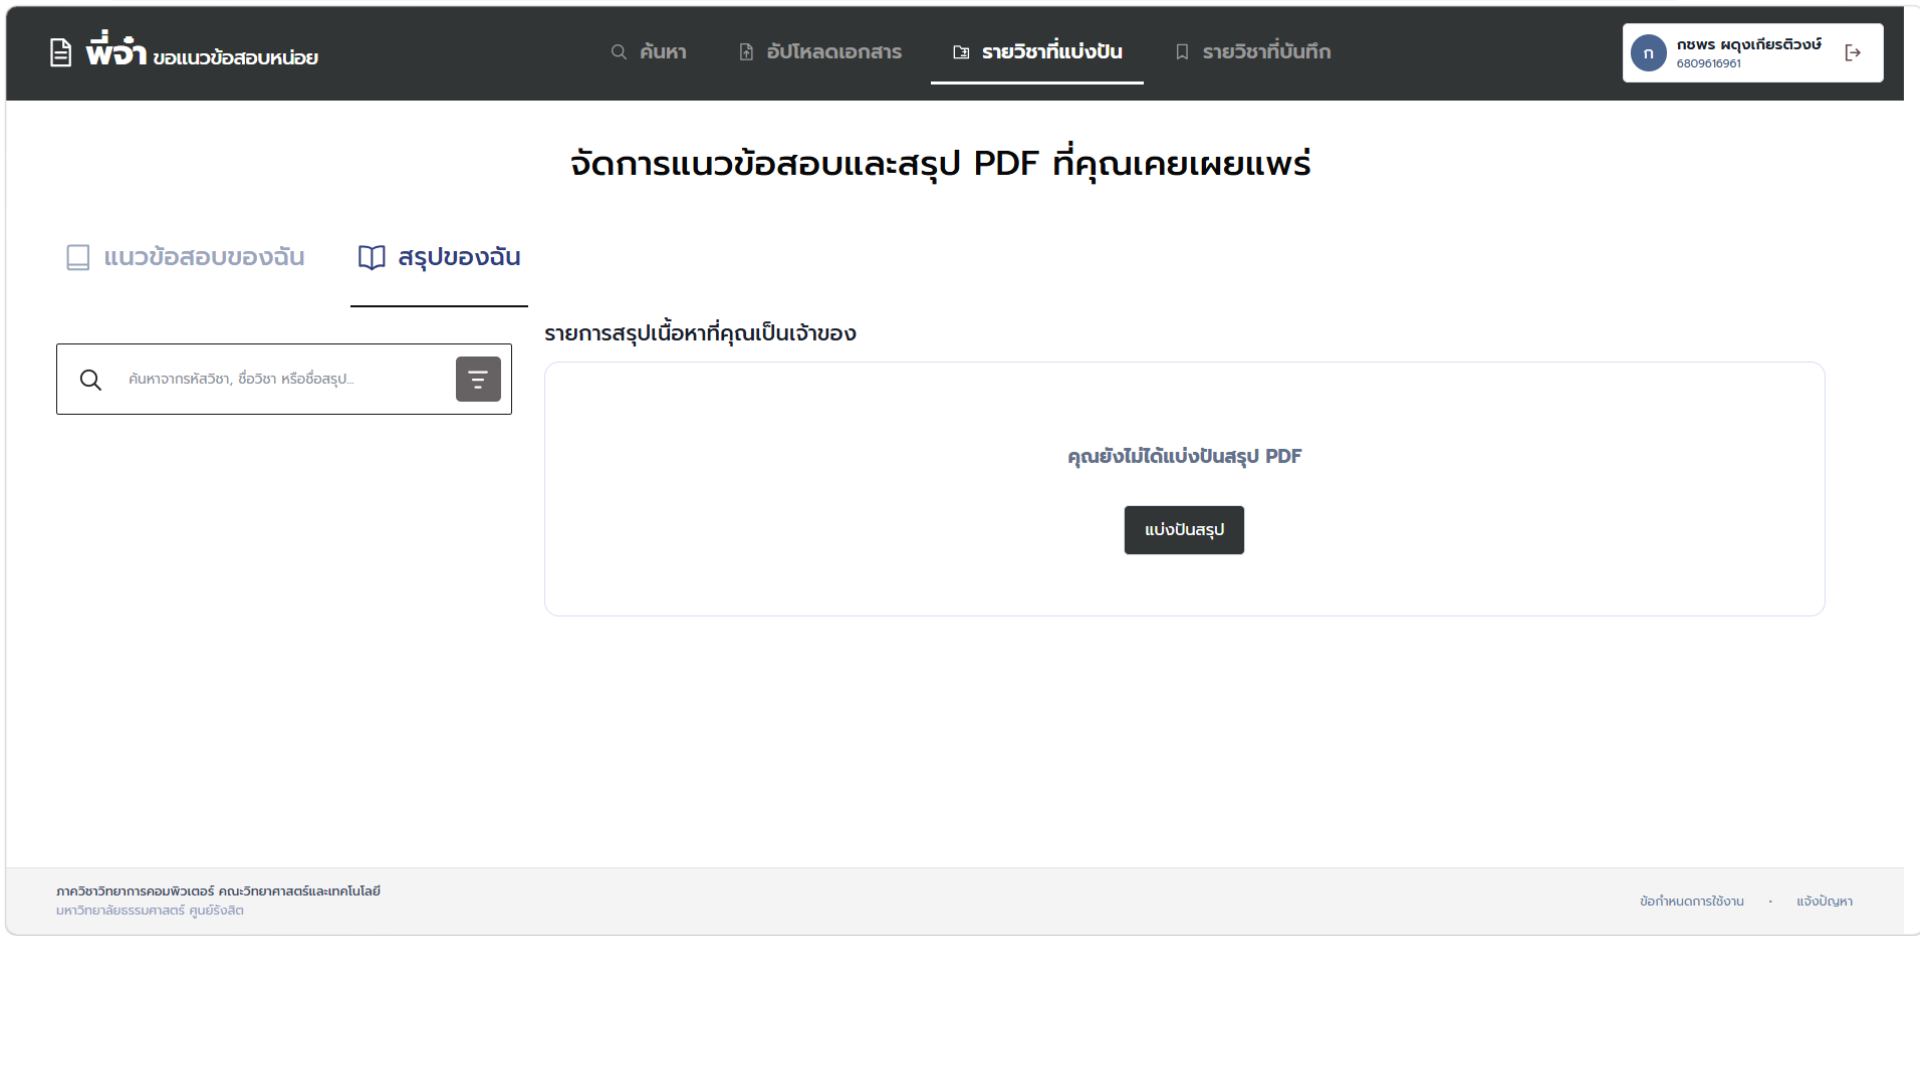 พี่จ๋า ขอแนวข้อสอบหน่อย
ค้นหา
อัปโหลดเอกสาร
รายวิชาที่แบ่งปัน
รายวิชาที่บันทึก
ก
กชพร ผดุงเกียรติวงษ์
6809616961
จัดการแนวข้อสอบและสรุป PDF ที่คุณเคยเผยแพร่
แนวข้อสอบของฉัน
สรุปของฉัน
รายการสรุปเนื้อหาที่คุณเป็นเจ้าของ
ค้นหาจากรหัสวิชา, ชื่อวิชา หรือชื่อสรุป...
คุณยังไม่ได้แบ่งปันสรุป PDF
แบ่งปันสรุป
ภาควิชาวิทยาการคอมพิวเตอร์ คณะวิทยาศาสตร์และเทคโนโลยี
มหาวิทยาลัยธรรมศาสตร์ ศูนย์รังสิต
ข้อกำหนดการใช้งาน · แจ้งปัญหา